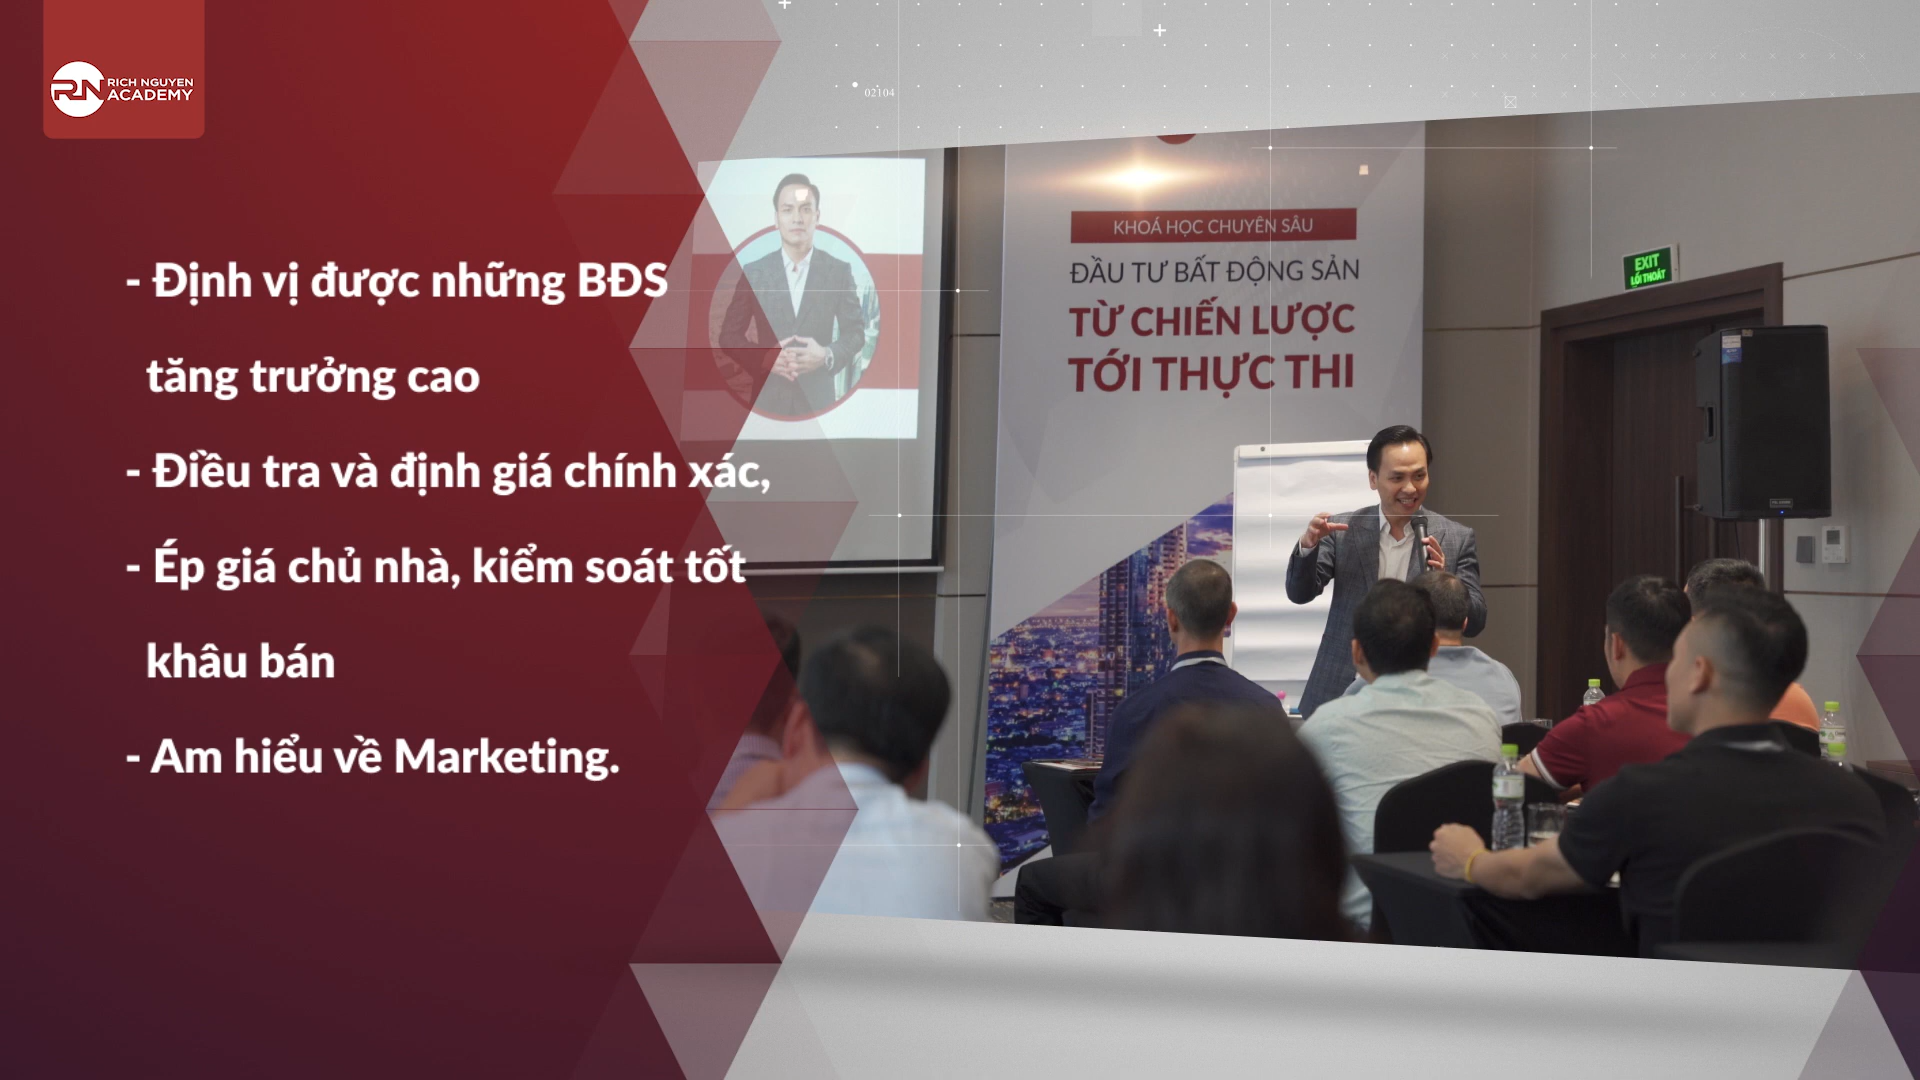 RICH NGUYEN
ACADEMY
02104
- Định vị được những BĐS
tăng trưởng cao
- Điều tra và định giá chính xác,
- Ép giá chủ nhà, kiểm soát tốt
khâu bán
- Am hiểu về Marketing.
KHOÁ HỌC CHUYÊN SÂU
ĐẦU TƯ BẤT ĐỘNG SẢN
TỪ CHIẾN LƯỢC
TỚI THỰC THI
EXIT
LỐI THOÁT